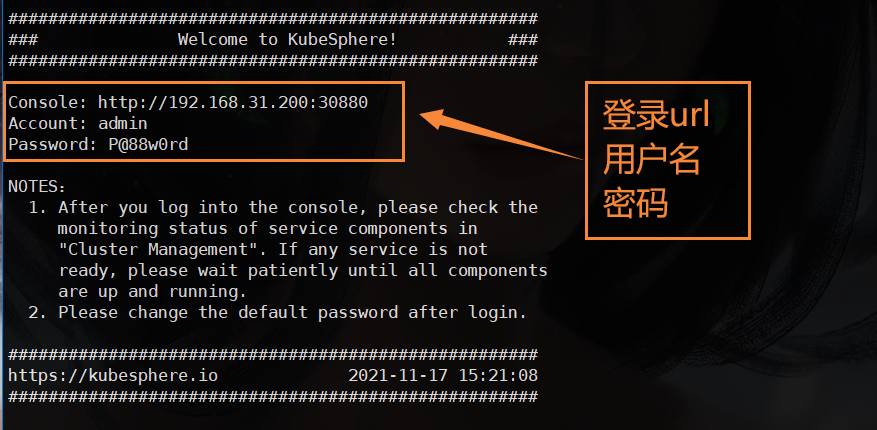 #####################################################
###              Welcome to KubeSphere!           ###
#####################################################
Console: http://192.168.31.200:30880
Account: admin
Password: P@88w0rd
登录url
用户名
密码
NOTES:
1. After you log into the console, please check the
monitoring status of service components in
"Cluster Management". If any service is not
ready, please wait patiently until all components
are up and running.
2. Please change the default password after login.
#####################################################
https://kubesphere.io             2021-11-17 15:21:08
#####################################################